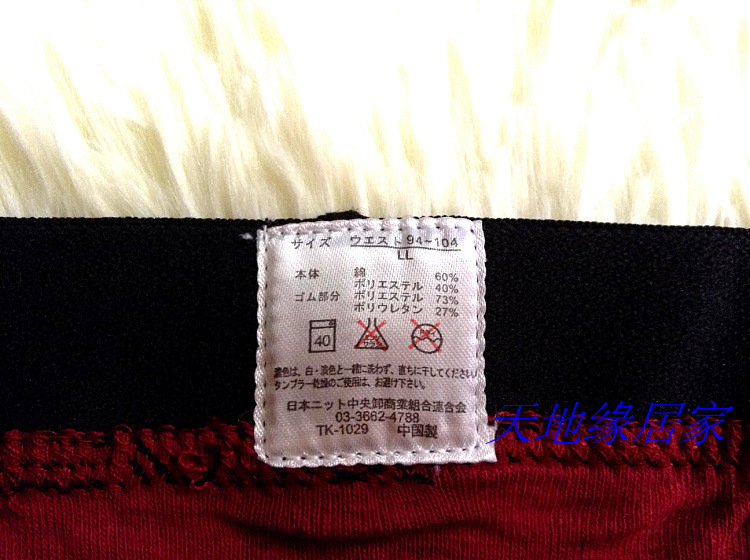 サイズ ウエスト 94~104
LL
本体 綿 60%
ポリエステル 40%
ゴム部分 ポリエステル 73%
ポリウレタン 27%
40
濃色は、白・淡色と一緒に洗わず、直ちに干してください。
タンブラー乾燥のご使用は、お避け下さい。
日本ニット中央卸商業組合連合会
03-3662-4788
TK-1029 中国製
天地缘居家